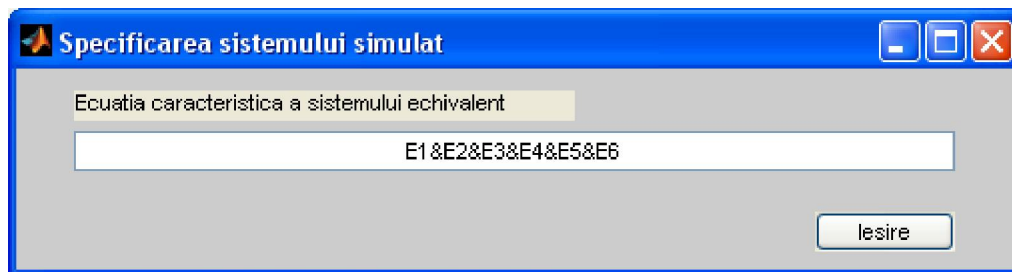 Specificarea sistemului simulat
Ecuatia caracteristica a sistemului echivalent
E1&E2&E3&E4&E5&E6
Iesire